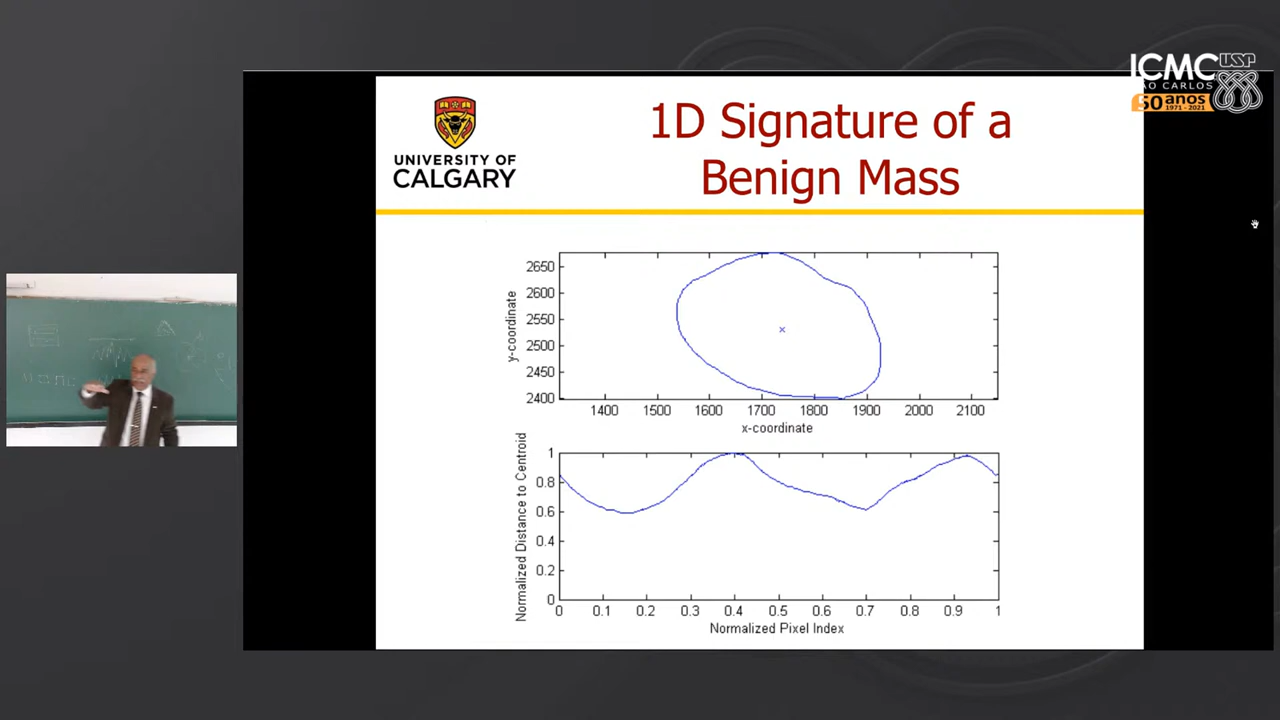 ICMC USP
SÃO CARLOS
50 anos
1971 - 2021
UNIVERSITY OF
CALGARY
1D Signature of a
Benign Mass
y-coordinate
2650
2600
2550
2500
2450
2400
1400 1500 1600 1700 1800 1900 2000 2100
x-coordinate
Normalized Distance to Centroid
1
0.8
0.6
0.4
0.2
0
0 0.1 0.2 0.3 0.4 0.5 0.6 0.7 0.8 0.9 1
Normalized Pixel Index